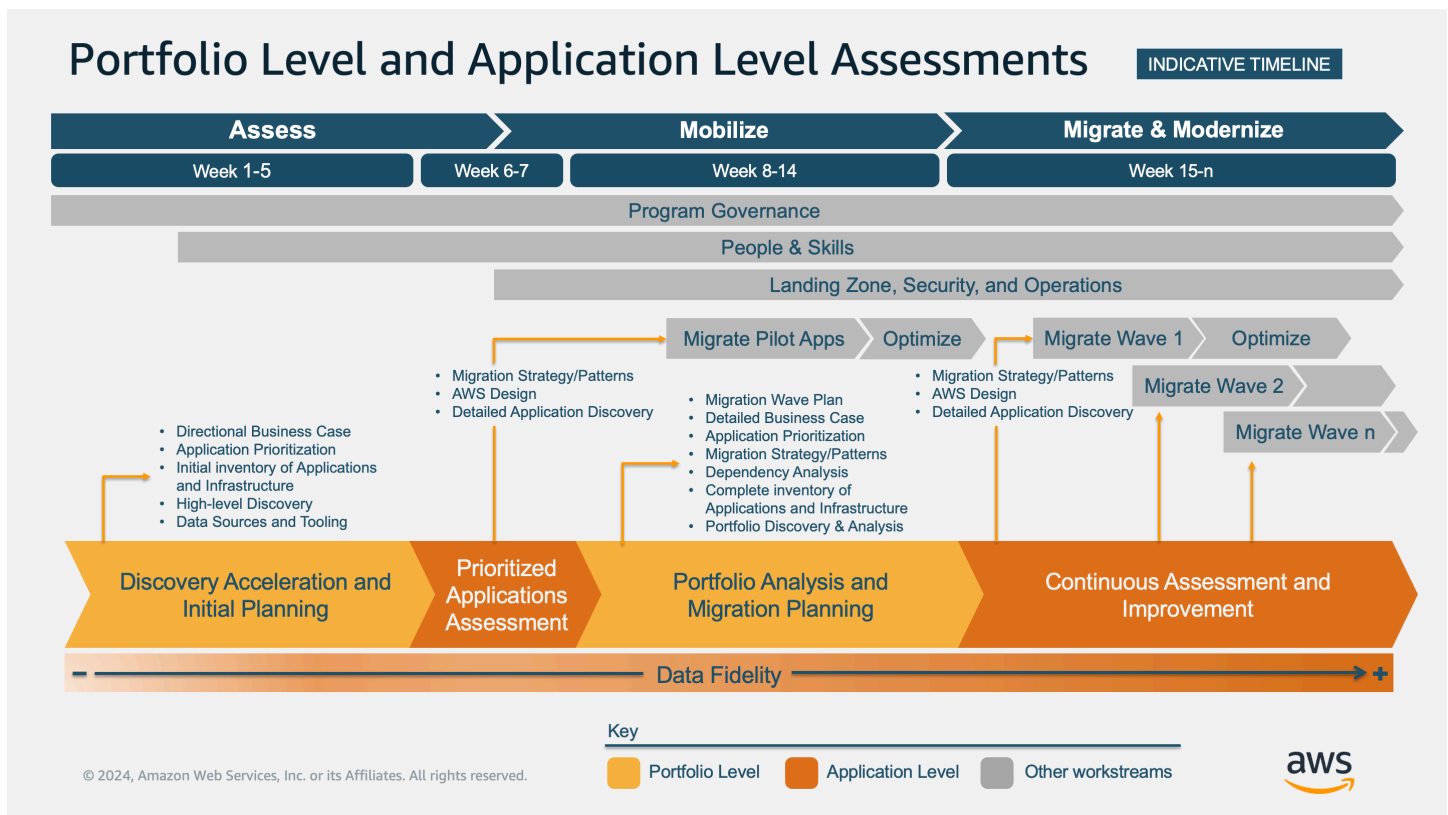 Portfolio Level and Application Level Assessments
INDICATIVE TIMELINE
Assess
Mobilize
Migrate & Modernize
Week 1-5
Week 6-7
Week 8-14
Week 15-n
Program Governance
People & Skills
Landing Zone, Security, and Operations
Migrate Pilot Apps
Optimize
Migrate Wave 1
Optimize
Migrate Wave 2
Migrate Wave n
• Directional Business Case
• Application Prioritization
• Initial inventory of Applications
and Infrastructure
• High-level Discovery
• Data Sources and Tooling
• Migration Strategy/Patterns
• AWS Design
• Detailed Application Discovery
• Migration Wave Plan
• Detailed Business Case
• Application Prioritization
• Migration Strategy/Patterns
• Dependency Analysis
• Complete inventory of
Applications and Infrastructure
• Portfolio Discovery & Analysis
• Migration Strategy/Patterns
• AWS Design
• Detailed Application Discovery
Discovery Acceleration and
Initial Planning
Prioritized
Applications
Assessment
Portfolio Analysis and
Migration Planning
Continuous Assessment and
Improvement
- Data Fidelity +
Key
Portfolio Level
Application Level
Other workstreams
© 2024, Amazon Web Services, Inc. or its Affiliates. All rights reserved.
aws